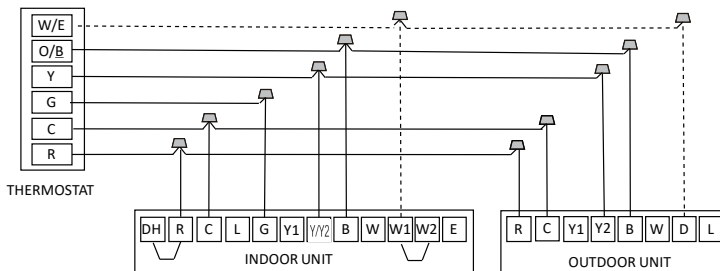 W/E
O/B
Y
G
C
R
THERMOSTAT
DH R C L G Y1 Y/Y2 B W W1 W2 E
R C Y1 Y2 B W D L
INDOOR UNIT
OUTDOOR UNIT